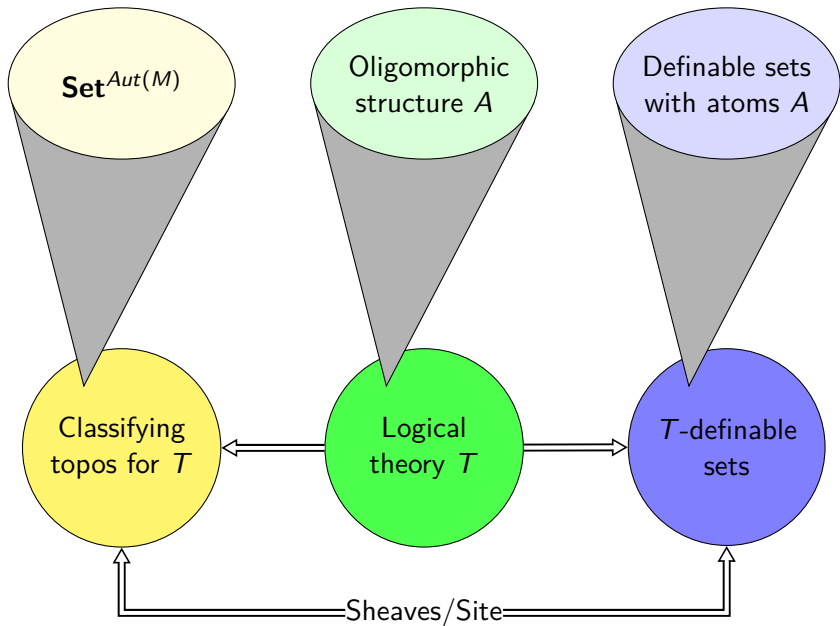 Set^{Aut(M)}
Oligomorphic
structure A
Definable sets
with atoms A
Classifying
topos for T
Logical
theory T
T-definable
sets
Sheaves/Site